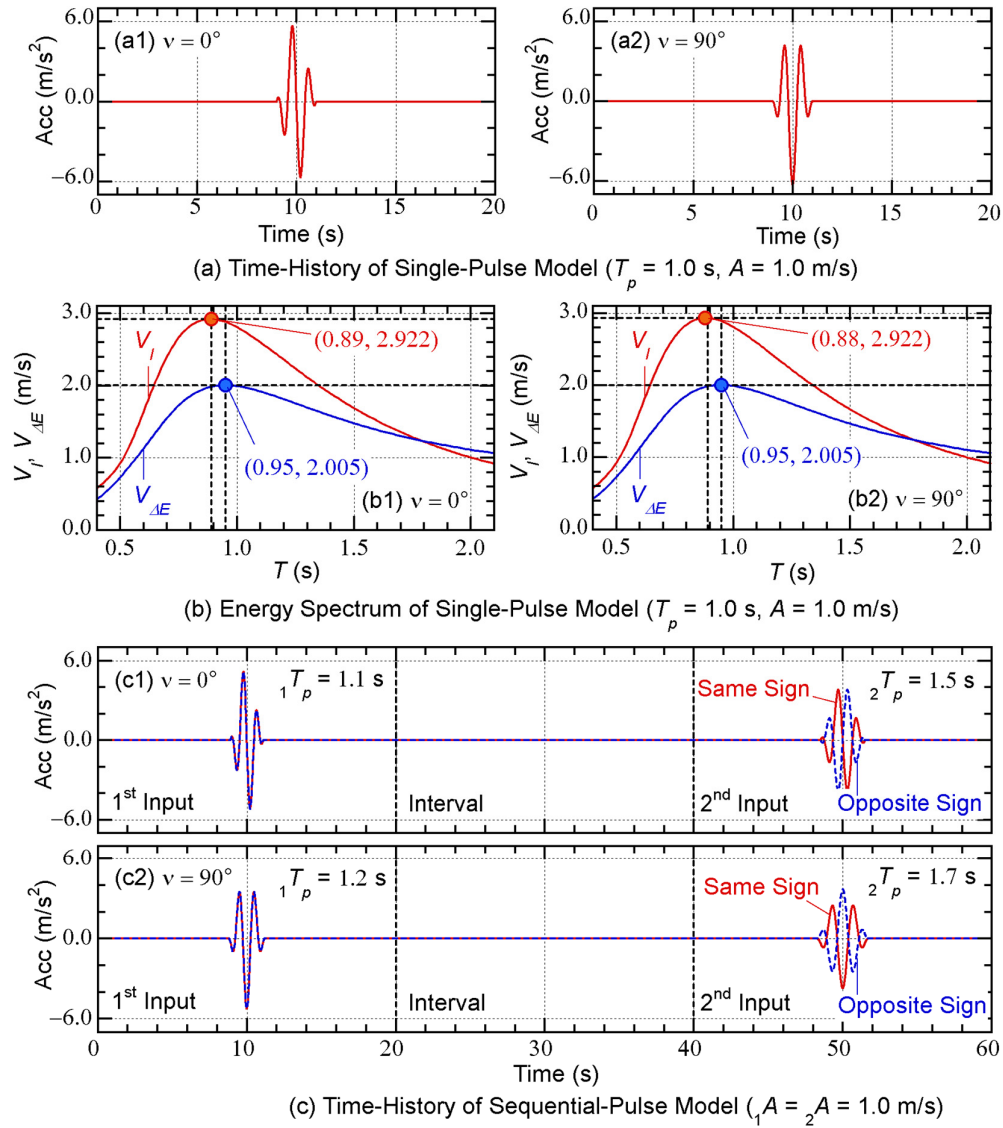 6.0
0.0
−6.0
Acc (m/s²)
(a1) ν = 0°
0 5 10 15 20
Time (s)
6.0
0.0
−6.0
Acc (m/s²)
(a2) ν = 90°
0 5 10 15 20
Time (s)
(a) Time-History of Single-Pulse Model (Tₚ = 1.0 s, A = 1.0 m/s)
3.0
2.0
1.0
0.0
V_I, V_ΔE (m/s)
V_I
(0.89, 2.922)
(0.95, 2.005)
V_ΔE
(b1) ν = 0°
0.5 1.0 1.5 2.0
T (s)
3.0
2.0
1.0
0.0
V_I, V_ΔE (m/s)
V_I
(0.88, 2.922)
(0.95, 2.005)
V_ΔE
(b2) ν = 90°
0.5 1.0 1.5 2.0
T (s)
(b) Energy Spectrum of Single-Pulse Model (Tₚ = 1.0 s, A = 1.0 m/s)
6.0
0.0
−6.0
Acc (m/s²)
(c1) ν = 0°
₁Tₚ = 1.1 s
Same Sign
₂Tₚ = 1.5 s
1st Input
Interval
2nd Input
Opposite Sign
6.0
0.0
−6.0
Acc (m/s²)
(c2) ν = 90°
₁Tₚ = 1.2 s
Same Sign
₂Tₚ = 1.7 s
1st Input
Interval
2nd Input
Opposite Sign
0 10 20 30 40 50 60
Time (s)
(c) Time-History of Sequential-Pulse Model (₁A = ₂A = 1.0 m/s)